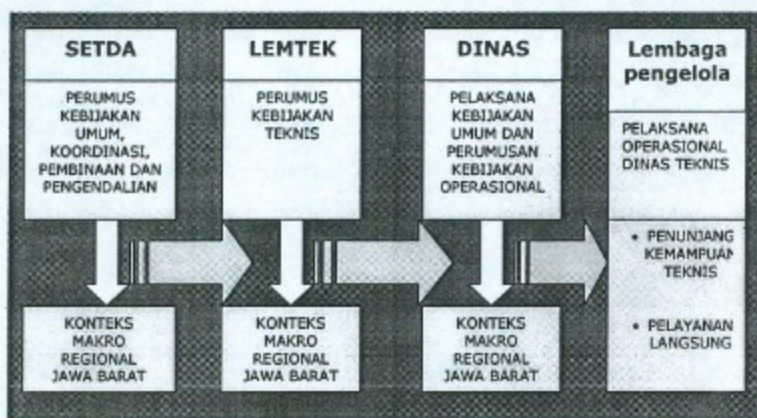 SETDA
PERUMUS
KEBIJAKAN
UMUM,
KOORDINASI,
PEMBINAAN DAN
PENGENDALIAN
KONTEKS
MAKRO
REGIONAL
JAWA BARAT
LEMTEK
PERUMUS
KEBIJAKAN
TEKNIS
KONTEKS
MAKRO
REGIONAL
JAWA BARAT
DINAS
PELAKSANA
KEBIJAKAN
UMUM DAN
PERUMUSAN
KEBIJAKAN
OPERASIONAL
KONTEKS
MAKRO
REGIONAL
JAWA BARAT
Lembaga
pengelola
PELAKSANA
OPERASIONAL
DINAS TEKNIS
• PENUNJANG
KEMAMPUAN
TEKNIS
• PELAYANAN
LANGSUNG